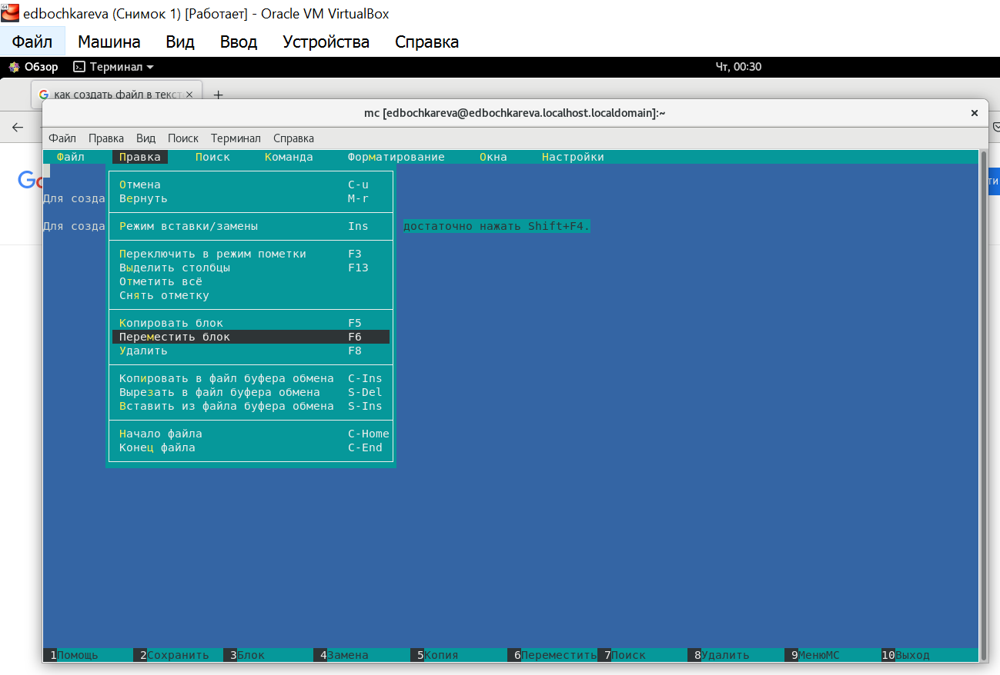 edbochkareva (Снимок 1) [Работает] - Oracle VM VirtualBox
Файл Машина Вид Ввод Устройства Справка
Обзор Терминал Чт, 00:30
как создать файл в текст
mc [edbochkareva@edbochkareva.localhost.localdomain]:~
Файл Правка Вид Поиск Терминал Справка
Файл Правка Поиск Команда Форматирование Окна Настройки
Отмена C-u
Для созда Вернуть M-r
Для созда Режим вставки/замены Ins достаточно нажать Shift+F4.
Переключить в режим пометки F3
Выделить столбцы F13
Отметить всё
Снять отметку
Копировать блок F5
Переместить блок F6
Удалить F8
Копировать в файл буфера обмена C-Ins
Вырезать в файл буфера обмена S-Del
Вставить из файла буфера обмена S-Ins
Начало файла C-Home
Конец файла C-End
1Помощь 2Сохранить 3Блок 4Замена 5Копия 6Переместить 7Поиск 8Удалить 9МенюМС 10Выход